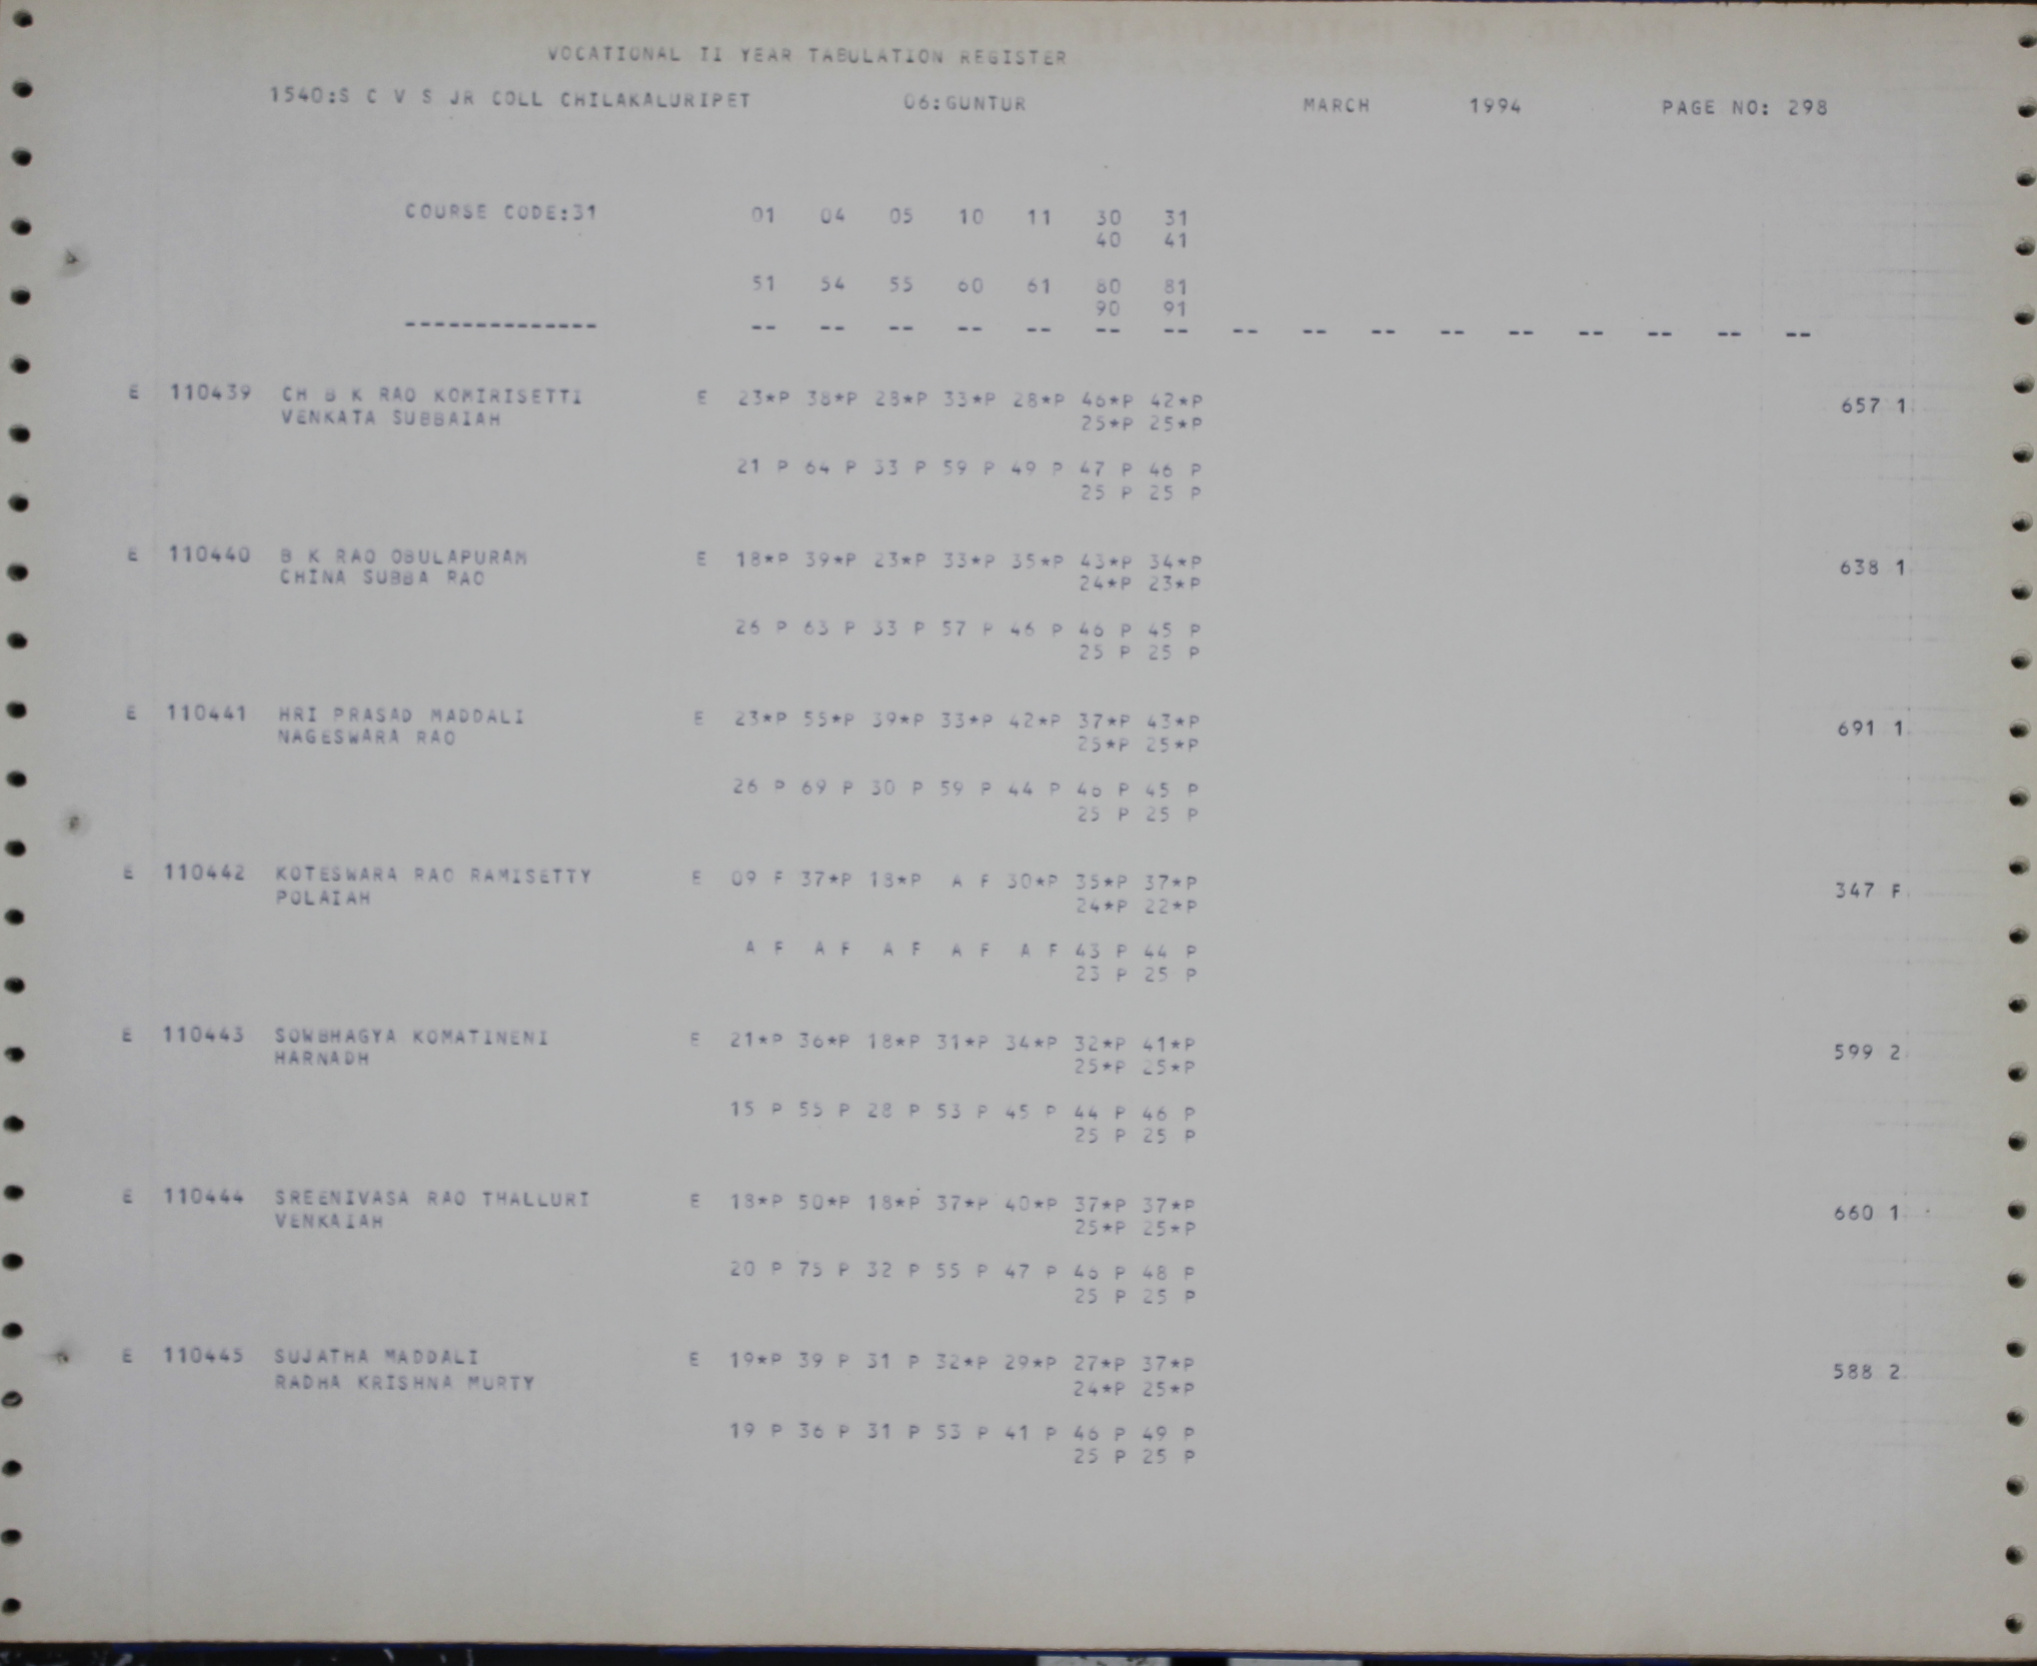 VOCATIONAL II YEAR TABULATION REGISTER
1540:S C V S JR COLL CHILAKALURIPET 06:GUNTUR MARCH 1994 PAGE NO: 298
COURSE CODE:31 01 04 05 10 11 30 31
40 41
51 54 55 60 61 80 81
90 91
-------------- -- -- -- -- -- -- -- -- -- -- -- -- -- -- -- --
E 110439 CH B K RAO KOMIRISETTI E 23*P 38*P 28*P 33*P 28*P 46*P 42*P 657 1
VENKATA SUBBAIAH 25*P 25*P
21 P 64 P 33 P 59 P 49 P 47 P 46 P
25 P 25 P
E 110440 B K RAO OBULAPURAM E 18*P 39*P 23*P 33*P 35*P 43*P 34*P 638 1
CHINA SUBBA RAO 24*P 23*P
26 P 63 P 33 P 57 P 46 P 46 P 45 P
25 P 25 P
E 110441 HRI PRASAD MADDALI E 23*P 55*P 39*P 33*P 42*P 37*P 43*P 691 1
NAGESWARA RAO 25*P 25*P
26 P 69 P 30 P 59 P 44 P 46 P 45 P
25 P 25 P
E 110442 KOTESWARA RAO RAMISETTY E 09 F 37*P 18*P A F 30*P 35*P 37*P 347 F
POLAIAH 24*P 22*P
A F A F A F A F A F 43 P 44 P
23 P 25 P
E 110443 SOWBHAGYA KOMATINENI E 21*P 36*P 18*P 31*P 34*P 32*P 41*P 599 2
HARNADH 25*P 25*P
15 P 55 P 28 P 53 P 45 P 44 P 46 P
25 P 25 P
E 110444 SREENIVASA RAO THALLURI E 18*P 50*P 18*P 37*P 40*P 37*P 37*P 660 1
VENKAIAH 25*P 25*P
20 P 75 P 32 P 55 P 47 P 46 P 48 P
25 P 25 P
E 110445 SUJATHA MADDALI E 19*P 39 P 31 P 32*P 29*P 27*P 37*P 588 2
RADHA KRISHNA MURTY 24*P 25*P
19 P 36 P 31 P 53 P 41 P 46 P 49 P
25 P 25 P